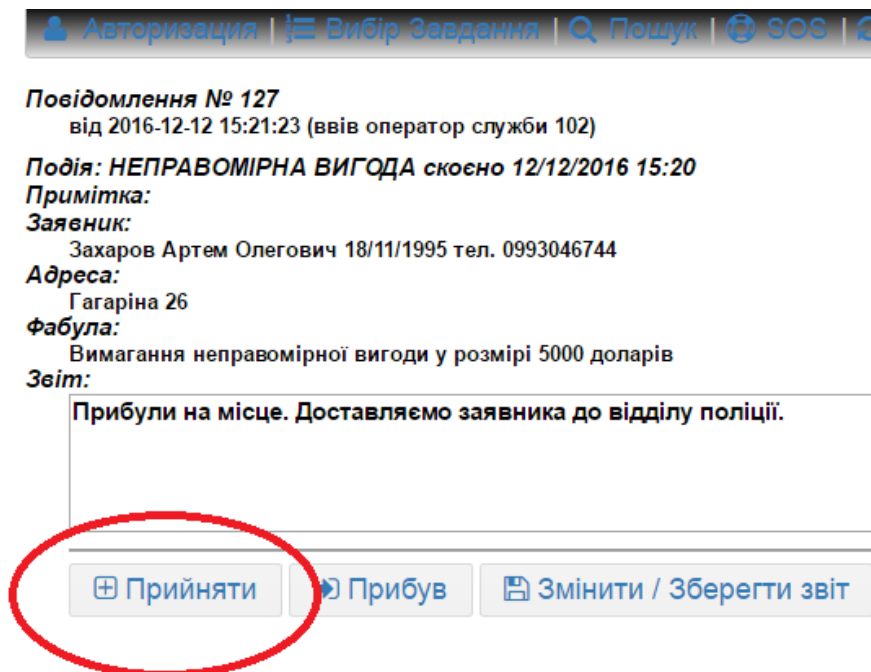 Авторизация | Вибір Завдання | Пошук | SOS |
Повідомлення № 127
від 2016-12-12 15:21:23 (ввів оператор служби 102)
Подія: НЕПРАВОМІРНА ВИГОДА скоєно 12/12/2016 15:20
Примітка:
Заявник:
Захаров Артем Олегович 18/11/1995 тел. 0993046744
Адреса:
Гагаріна 26
Фабула:
Вимагання неправомірної вигоди у розмірі 5000 доларів
Звіт:
Прибули на місце. Доставляємо заявника до відділу поліції.
Прийняти Прибув Змінити / Зберегти звіт